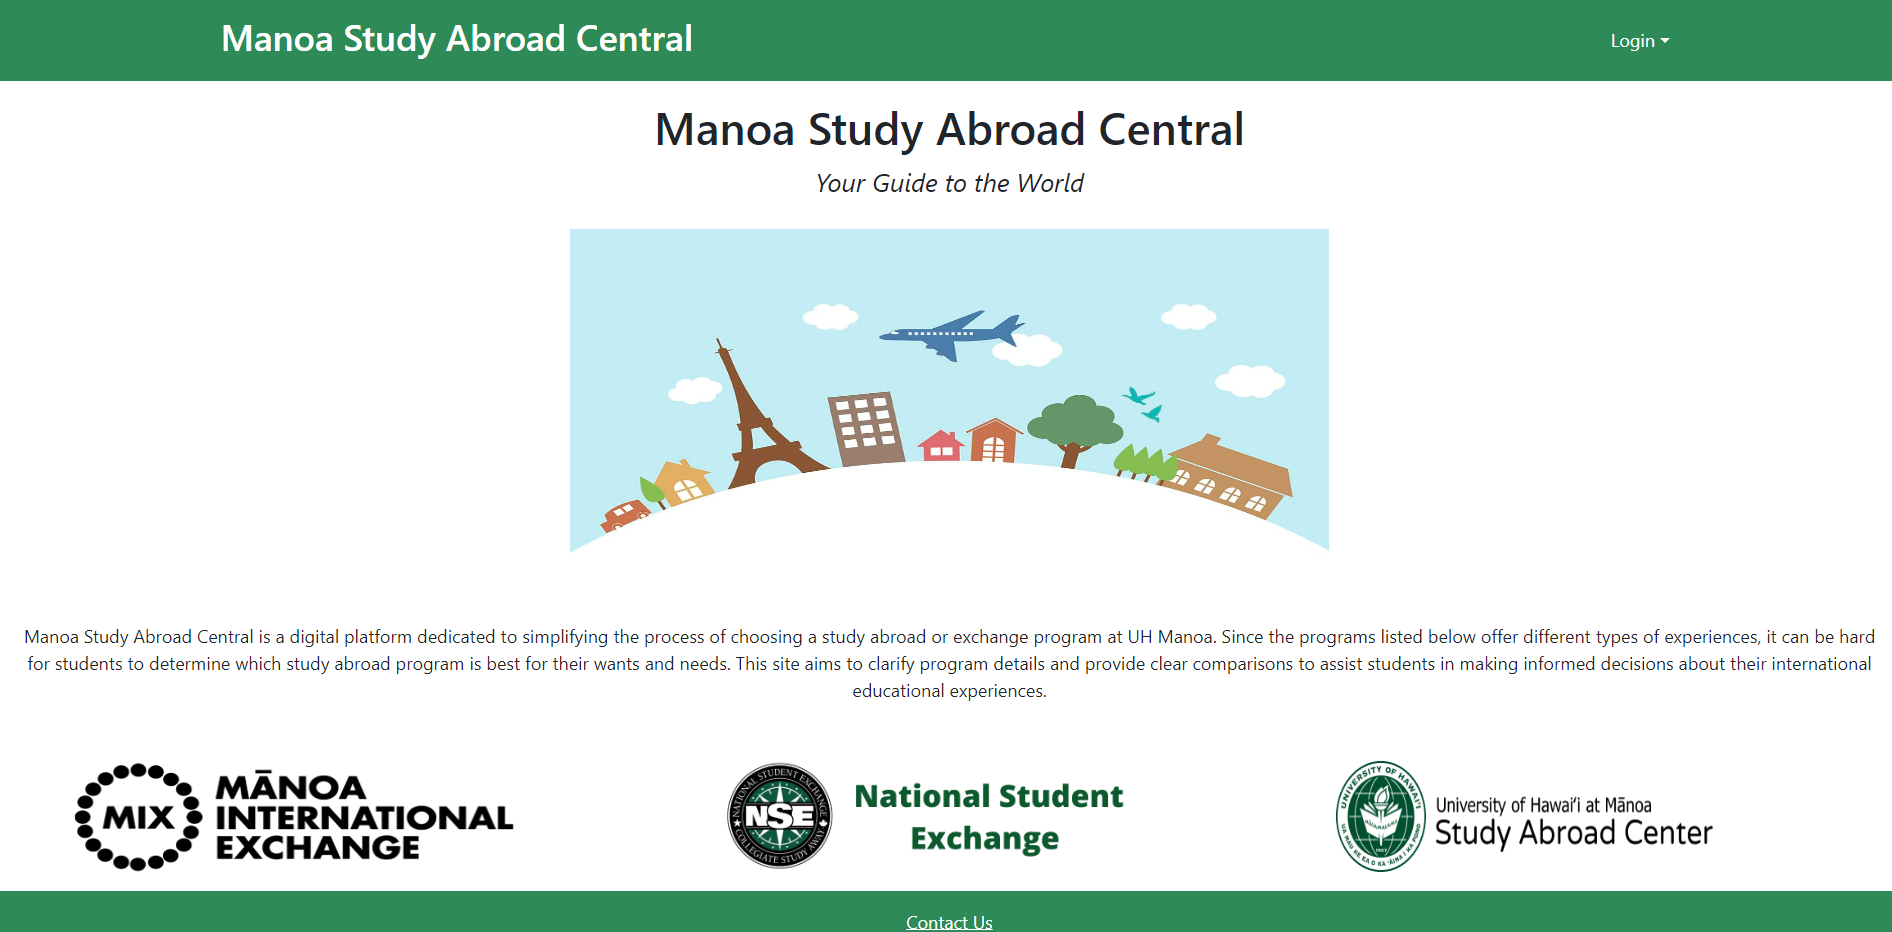 Manoa Study Abroad Central
Login
Manoa Study Abroad Central
Your Guide to the World
Manoa Study Abroad Central is a digital platform dedicated to simplifying the process of choosing a study abroad or exchange program at UH Manoa. Since the programs listed below offer different types of experiences, it can be hard
for students to determine which study abroad program is best for their wants and needs. This site aims to clarify program details and provide clear comparisons to assist students in making informed decisions about their international
educational experiences.
MIX
MĀNOA
INTERNATIONAL
EXCHANGE
NATIONAL STUDENT EXCHANGE
NSE
COLLEGIATE STUDY AWAY
National Student
Exchange
UNIVERSITY OF HAWAI‘I
1907
University of Hawai‘i at Mānoa
Study Abroad Center
Contact Us